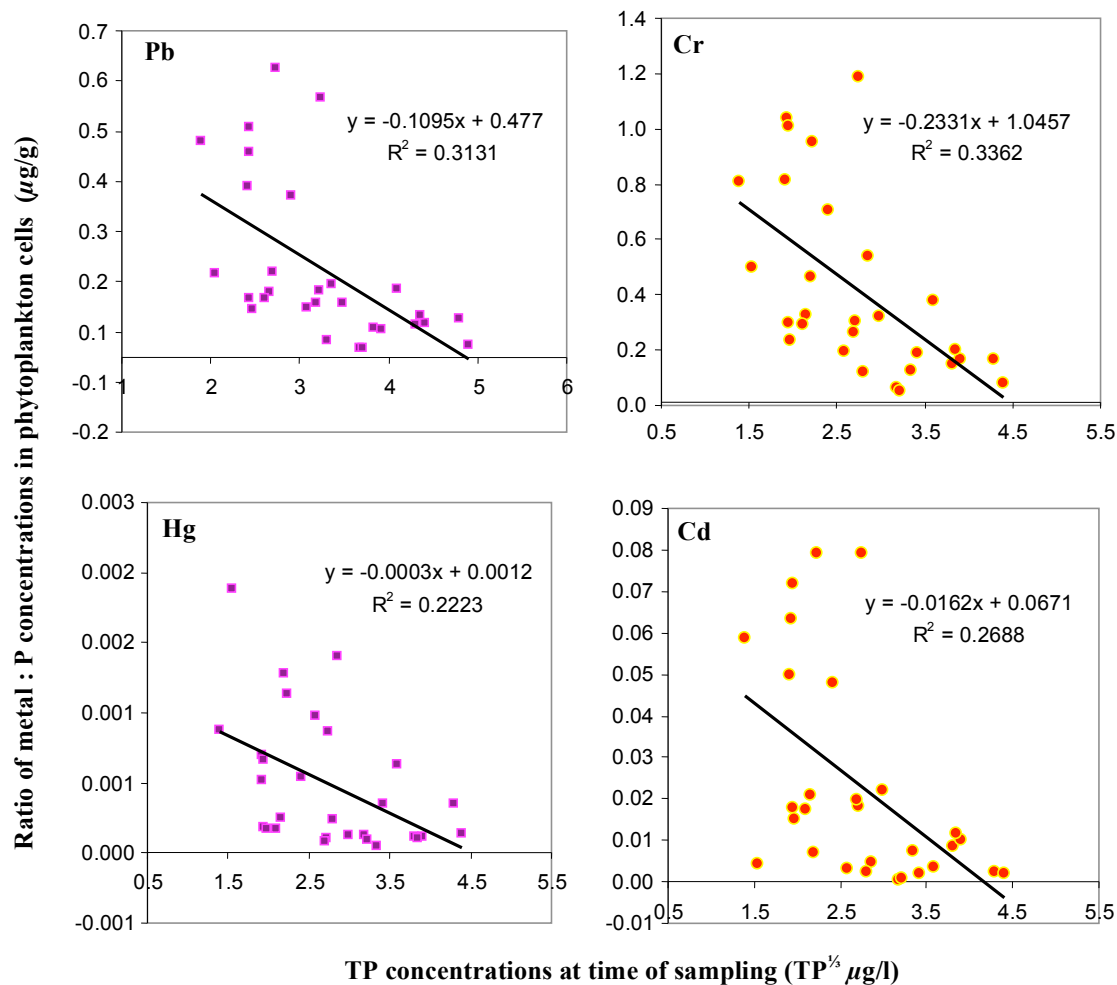 Ratio of metal : P concentrations in phytoplankton cells (µg/g)
Pb
0.7
0.6
0.5
0.4
0.3
0.2
0.1
-0.1
-0.2
1 2 3 4 5 6
y = -0.1095x + 0.477
R² = 0.3131
Cr
1.4
1.2
1.0
0.8
0.6
0.4
0.2
0.0
0.5 1.5 2.5 3.5 4.5 5.5
y = -0.2331x + 1.0457
R² = 0.3362
Hg
0.003
0.002
0.002
0.001
0.001
0.000
-0.001
0.5 1.5 2.5 3.5 4.5 5.5
y = -0.0003x + 0.0012
R² = 0.2223
Cd
0.09
0.08
0.07
0.06
0.05
0.04
0.03
0.02
0.01
0.00
-0.01
0.5 1.5 2.5 3.5 4.5 5.5
y = -0.0162x + 0.0671
R² = 0.2688
TP concentrations at time of sampling (TP^⅓ µg/l)